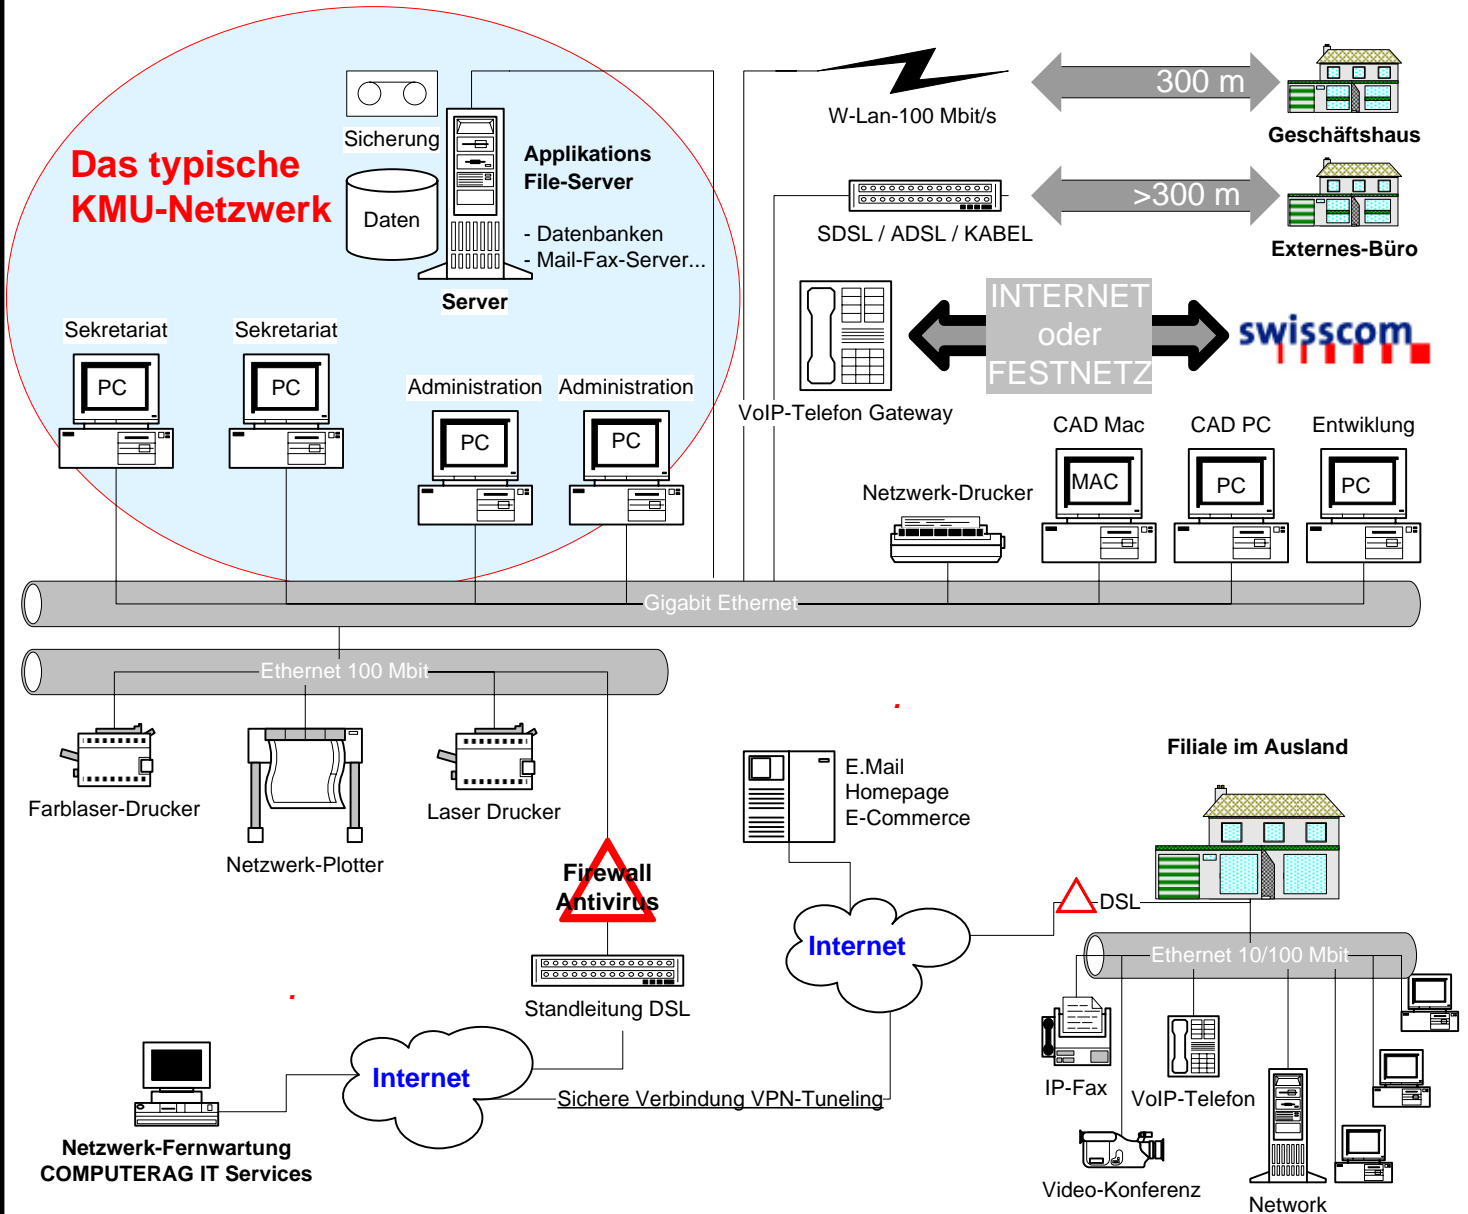 Das typische
KMU-Netzwerk
Sicherung
Daten
Applikations
File-Server
- Datenbanken
- Mail-Fax-Server...
Server
Sekretariat
PC
Sekretariat
PC
Administration
PC
Administration
PC
W-Lan-100 Mbit/s
300 m
Geschäftshaus
SDSL / ADSL / KABEL
>300 m
Externes-Büro
VoIP-Telefon Gateway
INTERNET
oder
FESTNETZ
swisscom
Netzwerk-Drucker
CAD Mac
MAC
CAD PC
PC
Entwiklung
PC
Gigabit Ethernet
Ethernet 100 Mbit
Farblaser-Drucker
Netzwerk-Plotter
Laser Drucker
Firewall
Antivirus
Standleitung DSL
E.Mail
Homepage
E-Commerce
Internet
DSL
Filiale im Ausland
Ethernet 10/100 Mbit
IP-Fax
VoIP-Telefon
Video-Konferenz
Network
Internet
Sichere Verbindung VPN-Tuneling
Netzwerk-Fernwartung
COMPUTERAG IT Services